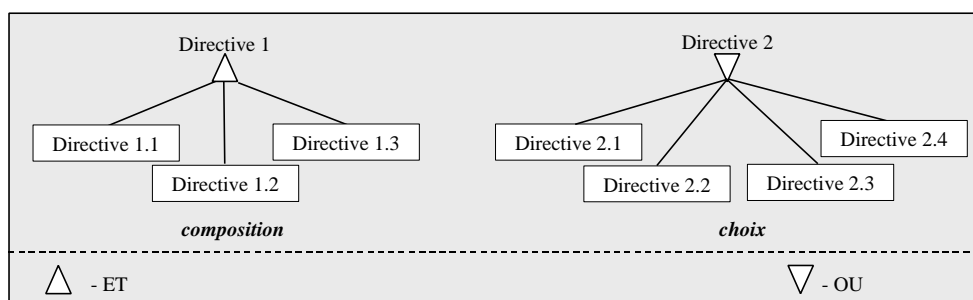 Directive 1
Directive 2
Directive 1.1
Directive 1.2
Directive 1.3
Directive 2.1
Directive 2.2
Directive 2.3
Directive 2.4
composition
choix
- ET
- OU